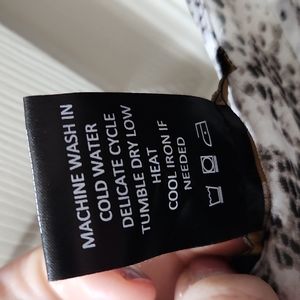 MACHINE WASH IN
COLD WATER
DELICATE CYCLE
TUMBLE DRY LOW
HEAT
COOL IRON IF
NEEDED